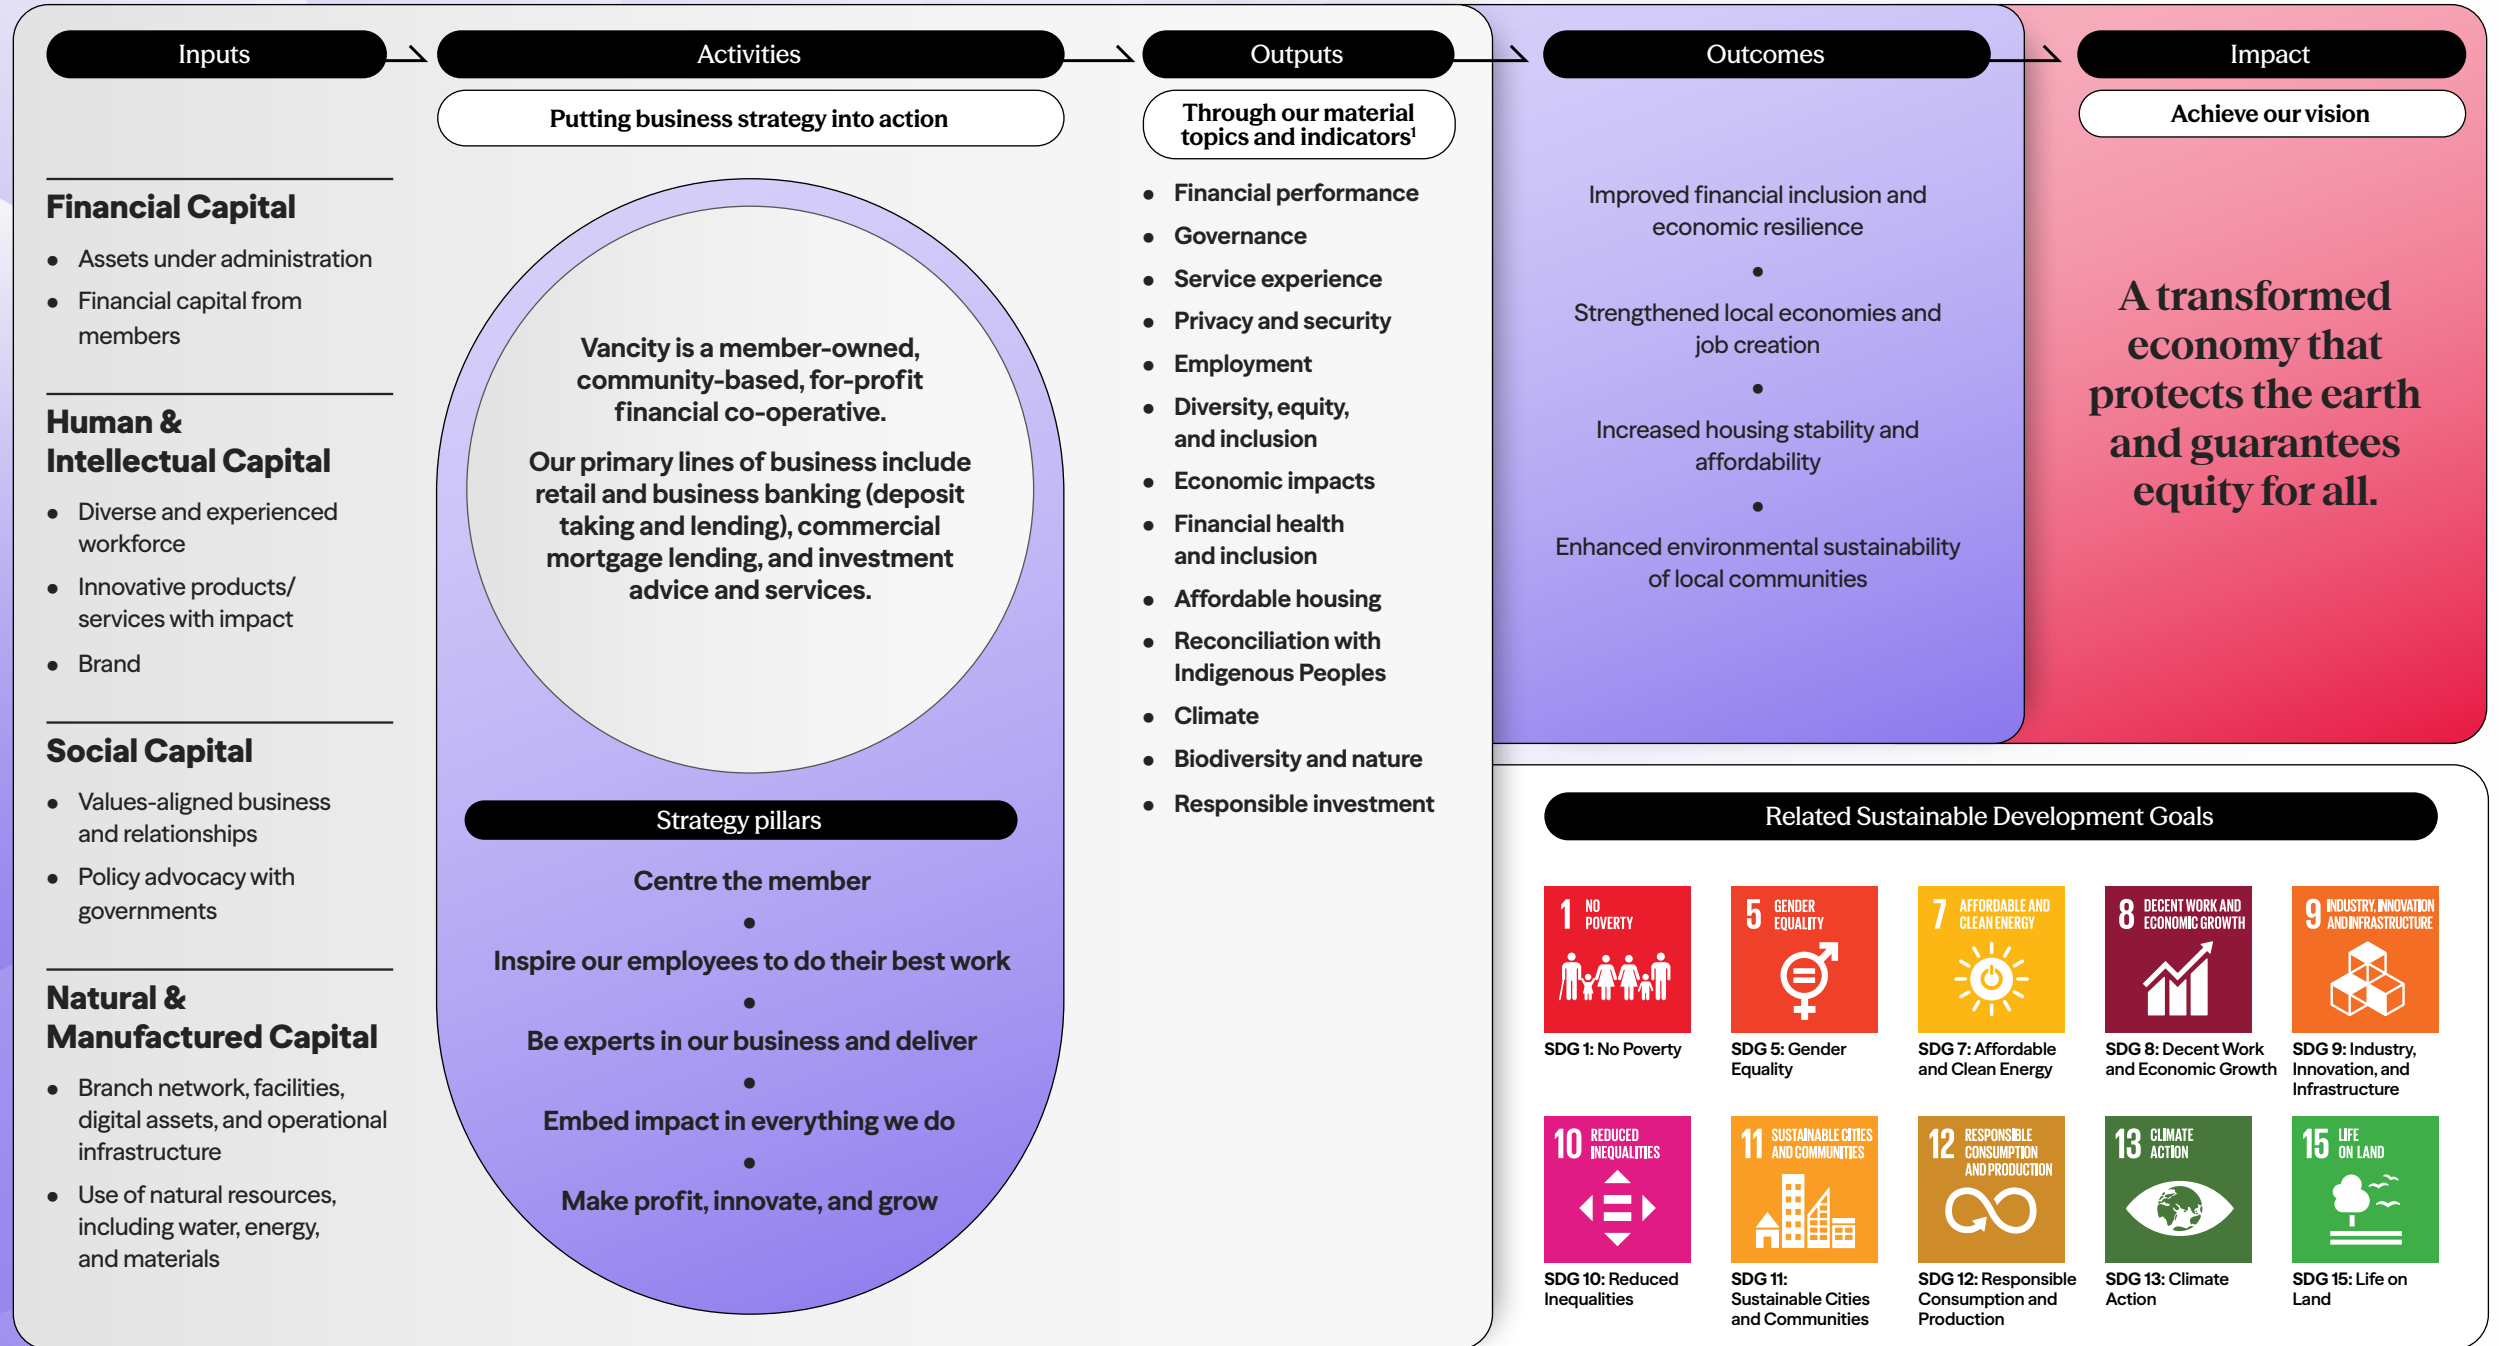 Inputs
Activities
Outputs
Outcomes
Impact
Putting business strategy into action
Through our material
topics and indicators¹
Achieve our vision
Financial Capital
• Assets under administration
• Financial capital from
members
Human &
Intellectual Capital
• Diverse and experienced
workforce
• Innovative products/
services with impact
• Brand
Social Capital
• Values-aligned business
and relationships
• Policy advocacy with
governments
Natural &
Manufactured Capital
• Branch network, facilities,
digital assets, and operational
infrastructure
• Use of natural resources,
including water, energy,
and materials
Vancity is a member-owned,
community-based, for-profit
financial co-operative.
Our primary lines of business include
retail and business banking (deposit
taking and lending), commercial
mortgage lending, and investment
advice and services.
Strategy pillars
Centre the member
•
Inspire our employees to do their best work
•
Be experts in our business and deliver
•
Embed impact in everything we do
•
Make profit, innovate, and grow
• Financial performance
• Governance
• Service experience
• Privacy and security
• Employment
• Diversity, equity,
and inclusion
• Economic impacts
• Financial health
and inclusion
• Affordable housing
• Reconciliation with
Indigenous Peoples
• Climate
• Biodiversity and nature
• Responsible investment
Improved financial inclusion and
economic resilience
•
Strengthened local economies and
job creation
•
Increased housing stability and
affordability
•
Enhanced environmental sustainability
of local communities
A transformed
economy that
protects the earth
and guarantees
equity for all.
Related Sustainable Development Goals
1 NO
POVERTY
SDG 1: No Poverty
5 GENDER
EQUALITY
SDG 5: Gender
Equality
7 AFFORDABLE AND
CLEAN ENERGY
SDG 7: Affordable
and Clean Energy
8 DECENT WORK AND
ECONOMIC GROWTH
SDG 8: Decent Work
and Economic Growth
9 INDUSTRY, INNOVATION
AND INFRASTRUCTURE
SDG 9: Industry,
Innovation, and
Infrastructure
10 REDUCED
INEQUALITIES
SDG 10: Reduced
Inequalities
11 SUSTAINABLE CITIES
AND COMMUNITIES
SDG 11:
Sustainable Cities
and Communities
12 RESPONSIBLE
CONSUMPTION
AND PRODUCTION
SDG 12: Responsible
Consumption and
Production
13 CLIMATE
ACTION
SDG 13: Climate
Action
15 LIFE
ON LAND
SDG 15: Life on
Land